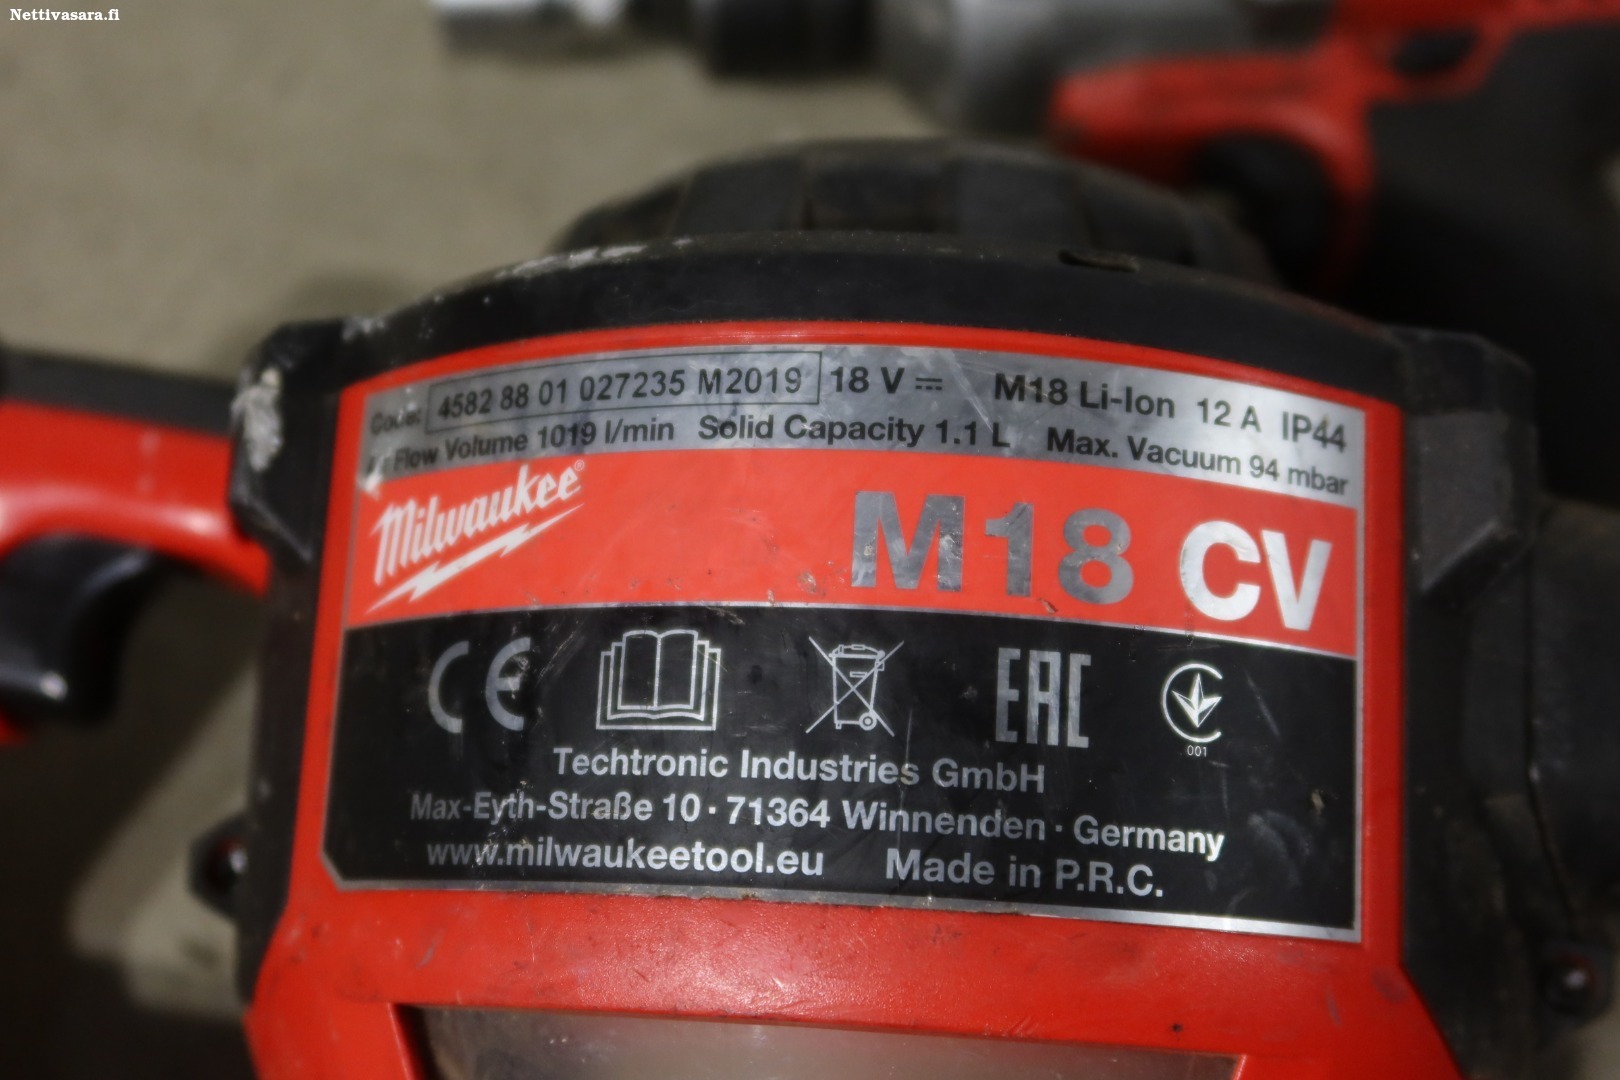 Nettivasara.fi
Code: 4582 88 01 027235 M2019 18 V ⎓ M18 Li-Ion 12 A IP44
Air Flow Volume 1019 l/min Solid Capacity 1.1 L Max. Vacuum 94 mbar
Milwaukee®
M18 CV
CE EAC
001
Techtronic Industries GmbH
Max-Eyth-Straße 10 · 71364 Winnenden · Germany
www.milwaukeetool.eu Made in P.R.C.